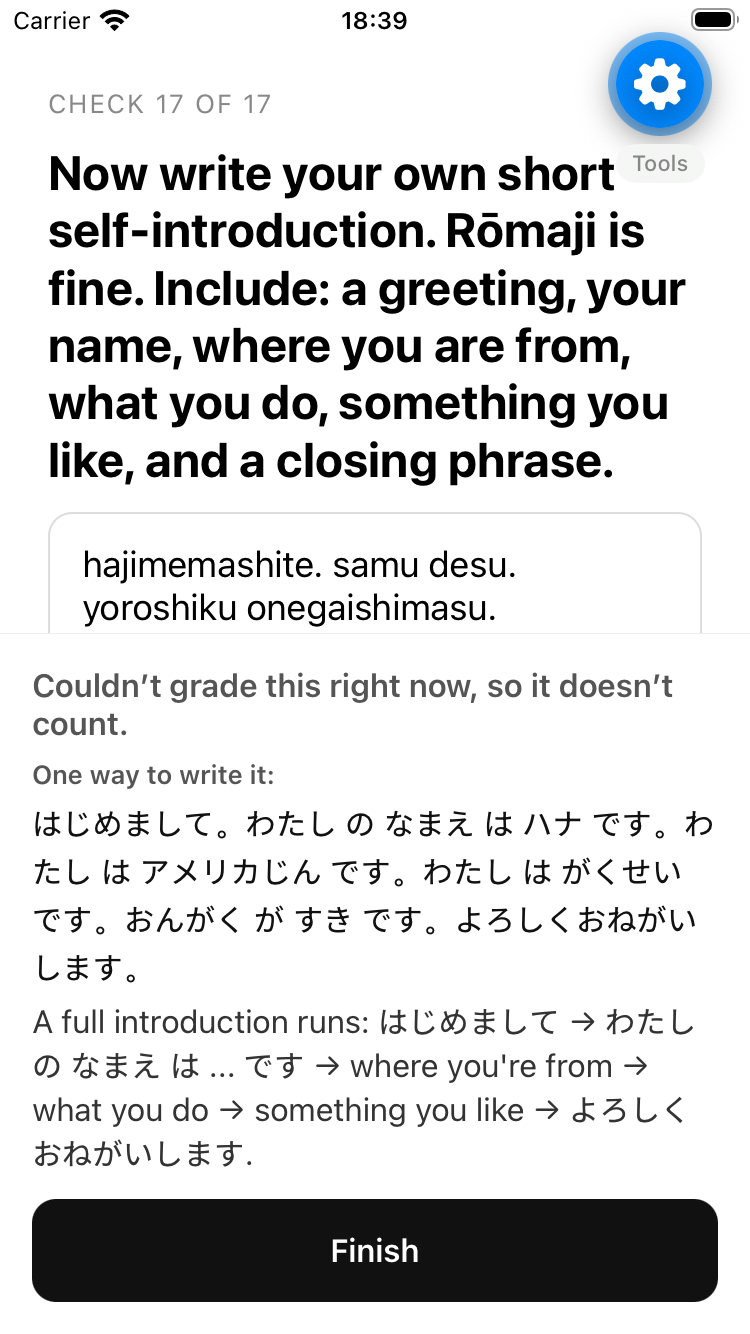 Carrier 18:39
CHECK 17 OF 17
Tools
Now write your own short
self-introduction. Rōmaji is
fine. Include: a greeting, your
name, where you are from,
what you do, something you
like, and a closing phrase.
hajimemashite. samu desu.
yoroshiku onegaishimasu.
Couldn’t grade this right now, so it doesn’t
count.
One way to write it:
はじめまして。わたし の なまえ は ハナ です。わ
たし は アメリカじん です。わたし は がくせい
です。おんがく が すき です。よろしくおねがい
します。
A full introduction runs: はじめまして → わたし
の なまえ は ... です → where you're from →
what you do → something you like → よろしく
おねがいします.
Finish